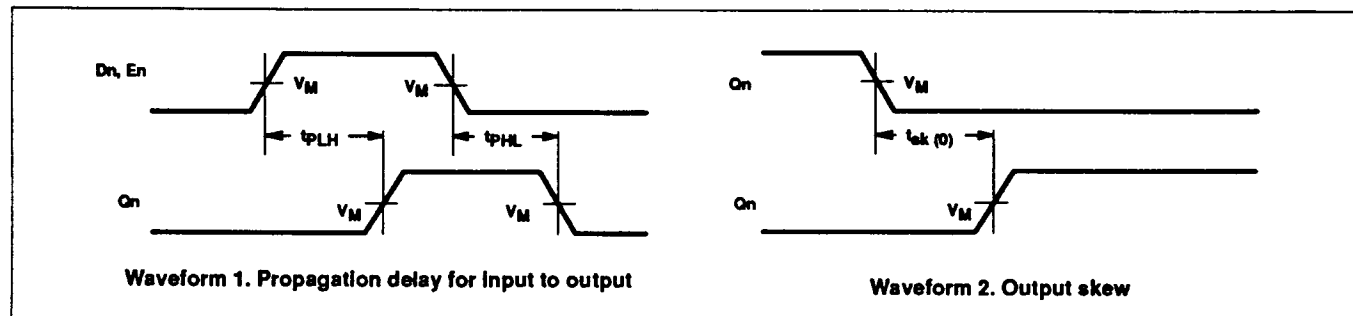 Dn, En
VM
VM
tPLH
tPHL
Qn
VM
VM
Waveform 1. Propagation delay for input to output
Qn
VM
tsk (0)
Qn
VM
Waveform 2. Output skew